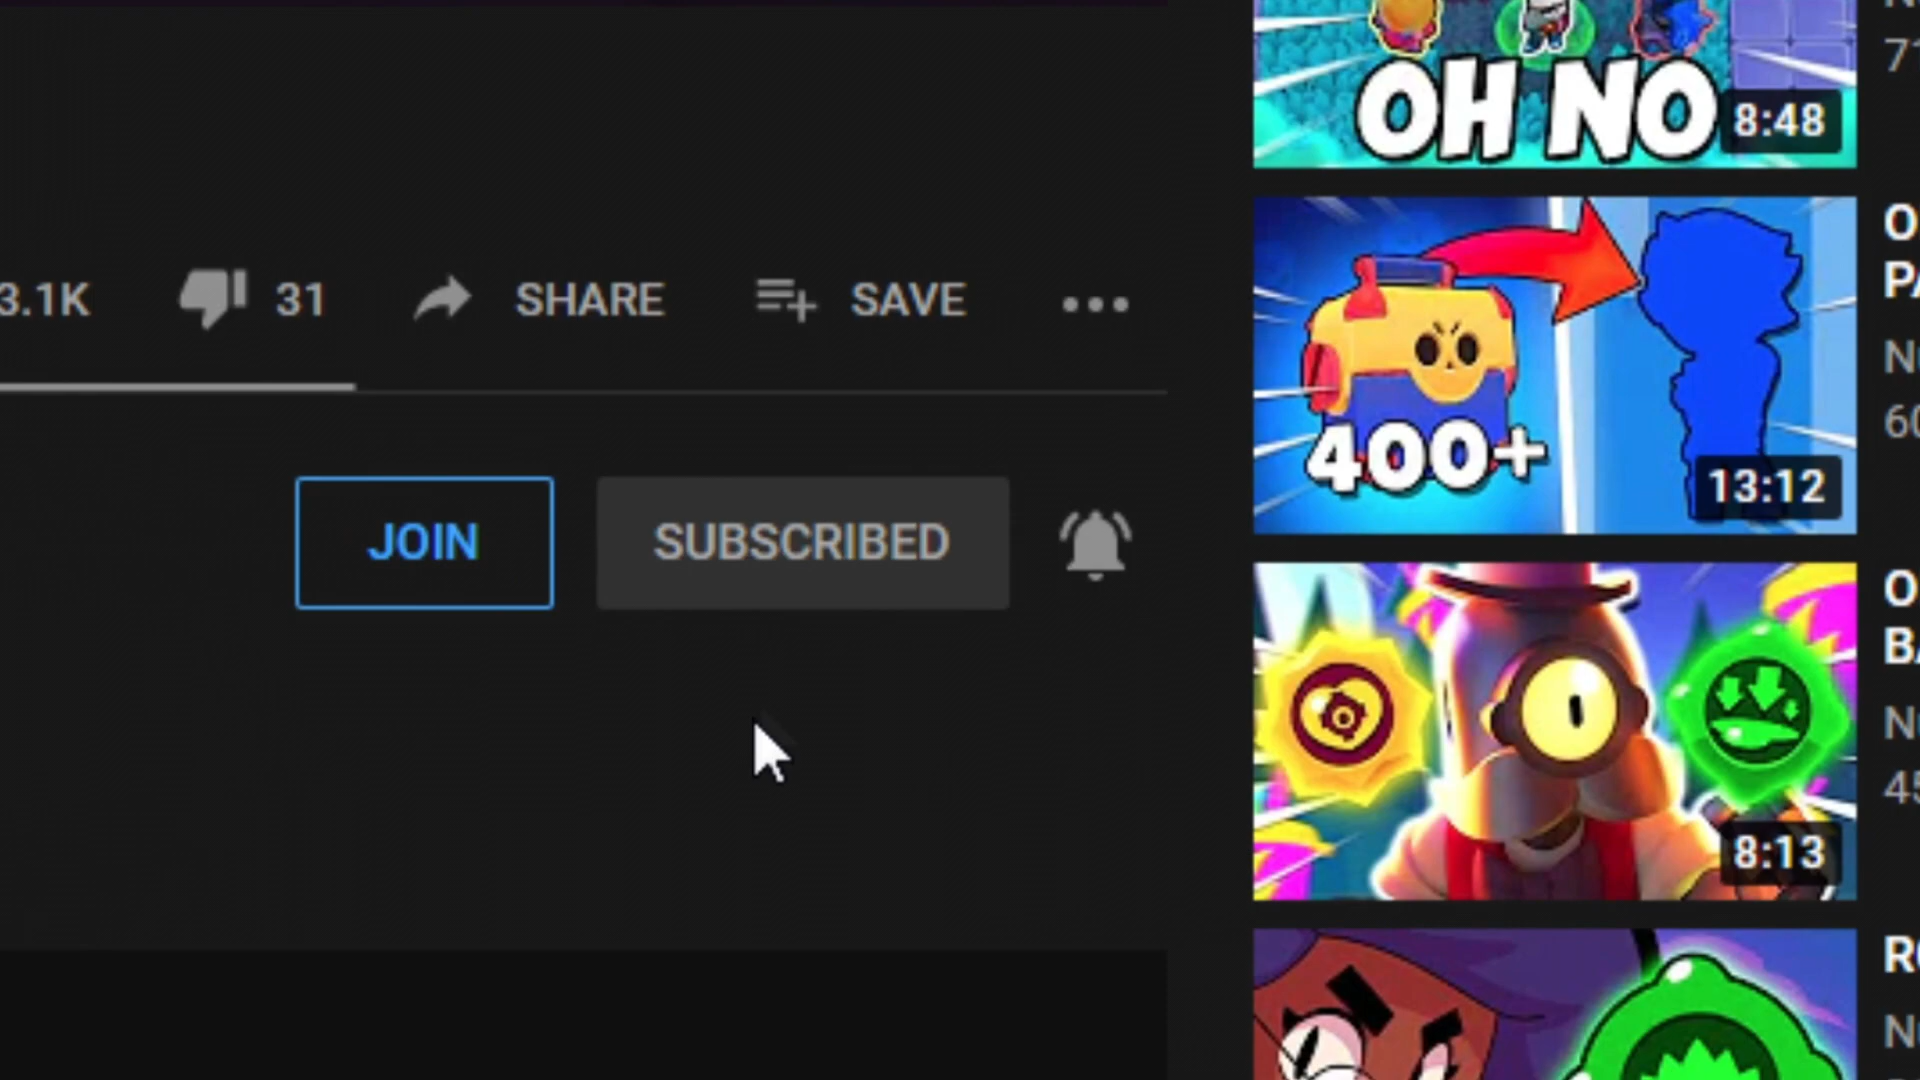 3.1K 31 SHARE SAVE
JOIN SUBSCRIBED
OH NO
8:48
400+
13:12
8:13